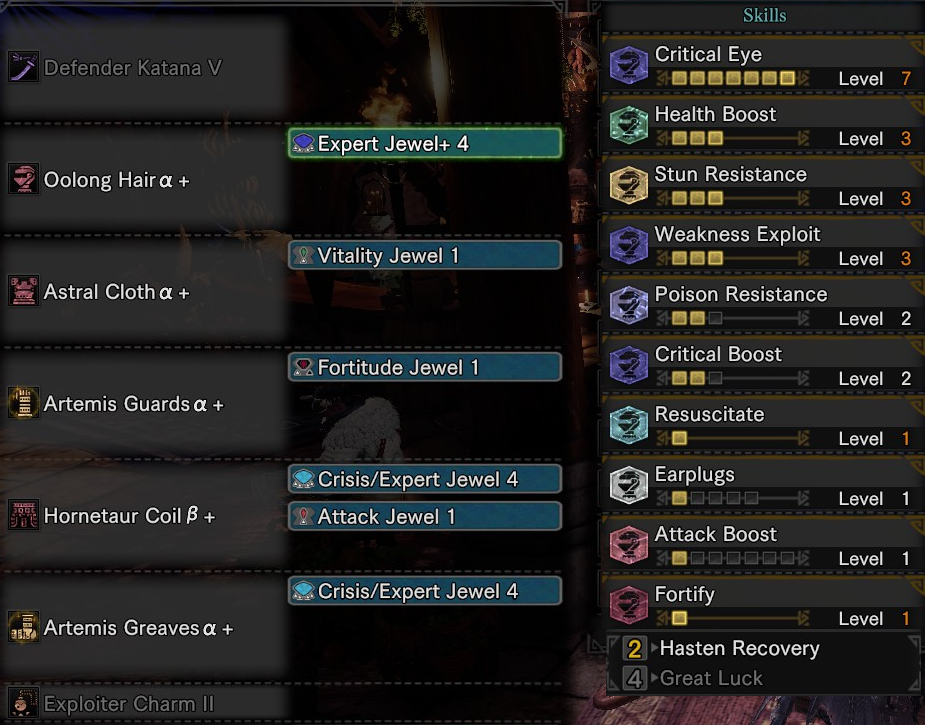 Skills
Defender Katana V
Expert Jewel+ 4
Oolong Hair α +
Vitality Jewel 1
Astral Cloth α +
Fortitude Jewel 1
Artemis Guards α +
Crisis/Expert Jewel 4
Attack Jewel 1
Hornetaur Coil β +
Crisis/Expert Jewel 4
Artemis Greaves α +
Exploiter Charm II
Critical Eye
Level 7
Health Boost
Level 3
Stun Resistance
Level 3
Weakness Exploit
Level 3
Poison Resistance
Level 2
Critical Boost
Level 2
Resuscitate
Level 1
Earplugs
Level 1
Attack Boost
Level 1
Fortify
Level 1
2 Hasten Recovery
4 Great Luck